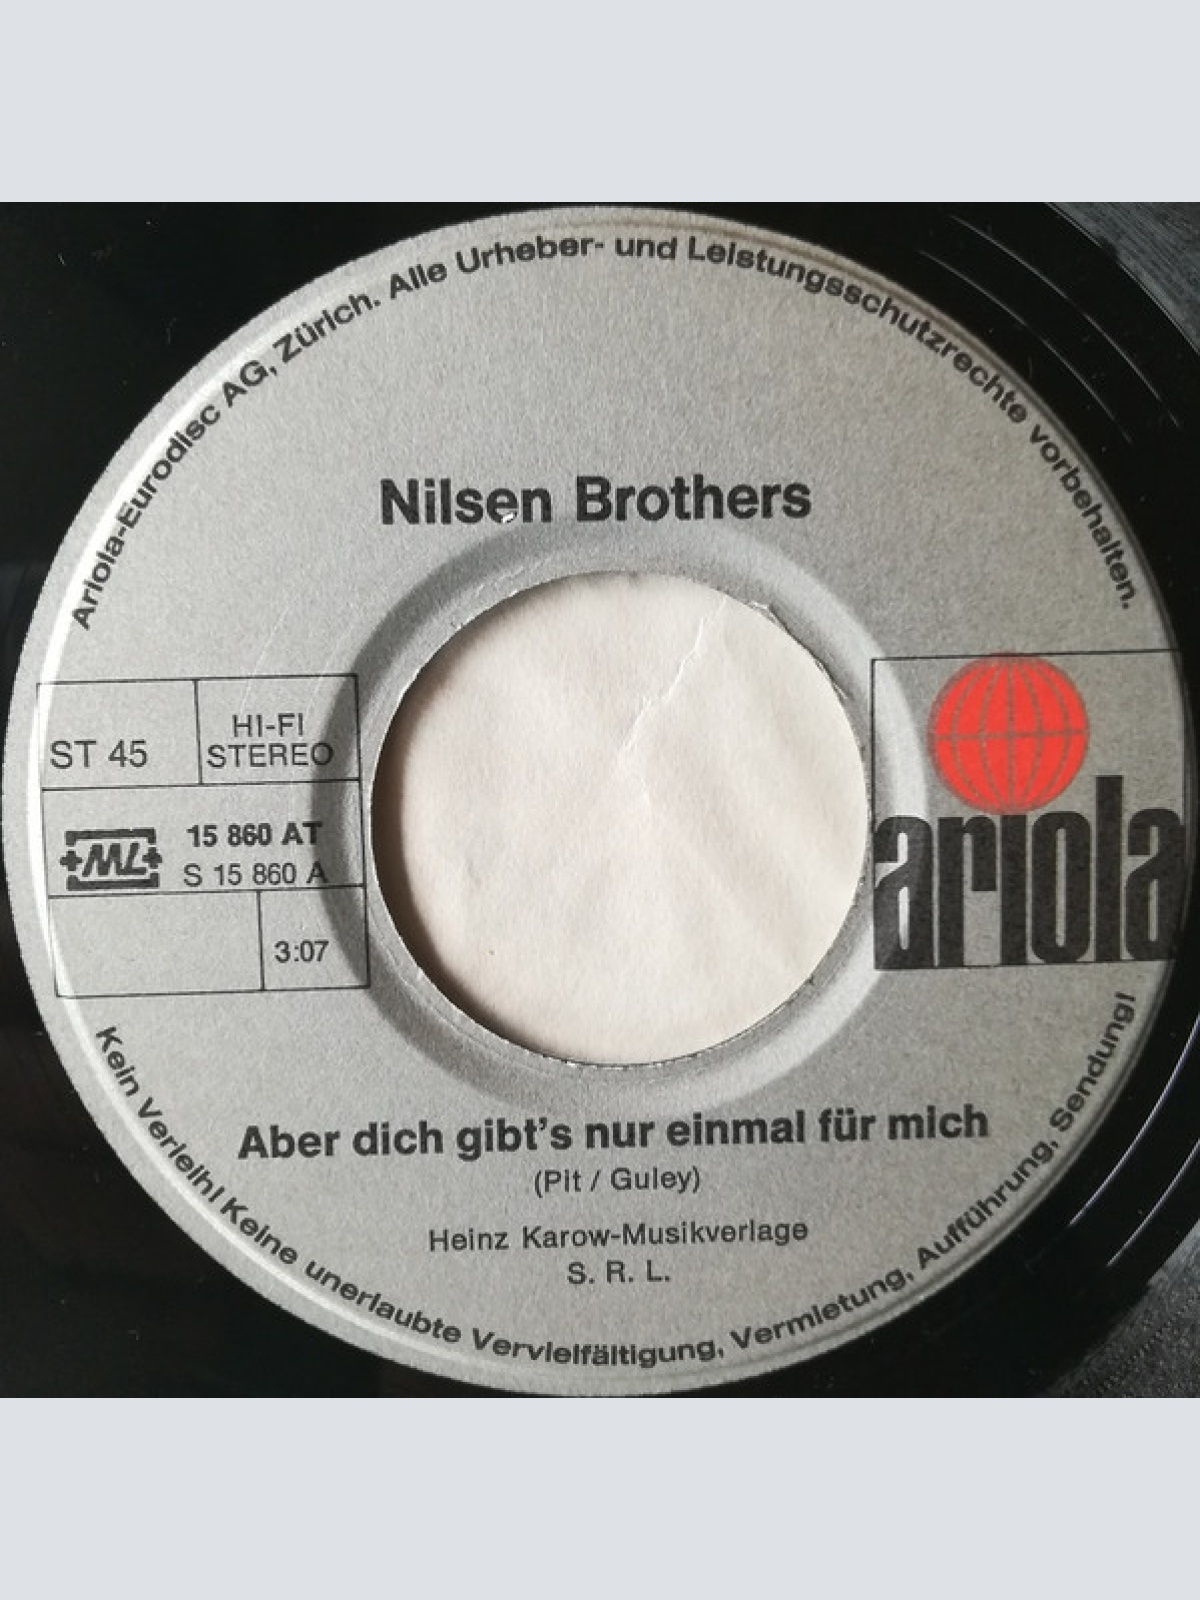 Ariola-Eurodisc AG, Zürich. Alle Urheber- und Leistungsschutzrechte vorbehalten.
Nilsen Brothers
ST 45
HI-FI
STEREO
ML
15 860 AT
S 15 860 A
3:07
ariola
Aber dich gibt's nur einmal für mich
(Pit / Guley)
Heinz Karow-Musikverlage
S. R. L.
Kein Verleih! Keine unerlaubte Vervielfältigung, Vermietung, Aufführung, Sendung!